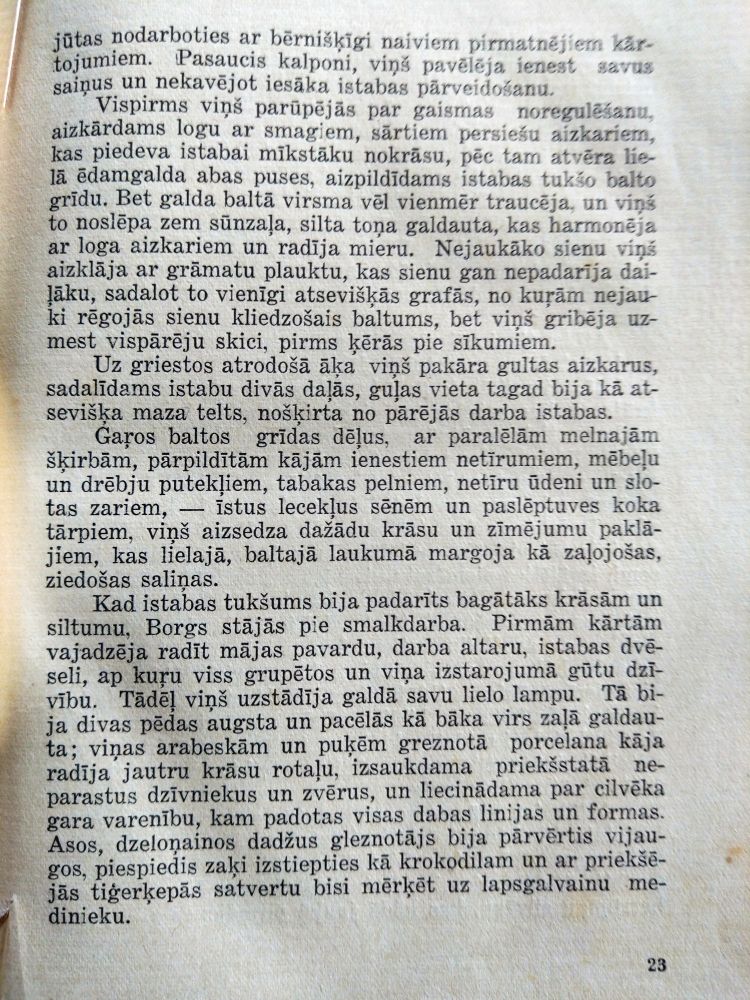 jūtas nodarboties ar bērnišķīgi naiviem pirmatnējiem kār-
tojumiem. Pasaucis kalponi, viņš pavēlēja ienest savus
saiņus un nekavējot iesāka istabas pārveidošanu.
Vispirms viņš parūpējās par gaismas noregulēšanu,
aizkārdams logu ar smagiem, sārtiem persiešu aizkariem,
kas piedeva istabai mīkstāku nokrāsu, pēc tam atvēra lie-
lā ēdamgalda abas puses, aizpildīdams istabas tukšo balto
grīdu. Bet galda baltā virsma vēl vienmēr traucēja, un viņš
to noslēpa zem sūnzaļa, silta toņa galdauta, kas harmonēja
ar loga aizkariem un radīja mieru. Nejaukāko sienu viņš
aizklāja ar grāmatu plauktu, kas sienu gan nepadarīja dai-
ļāku, sadalot to vienīgi atsevišķās grafās, no kuŗām nejau-
ki rēgojās sienu kliedzošais baltums, bet viņš gribēja uz-
mest vispārēju skici, pirms ķērās pie sīkumiem.
Uz griestos atrodošā āķa viņš pakāra gultas aizkarus,
sadalīdams istabu divās daļās, guļas vieta tagad bija kā at-
sevišķa maza telts, nošķirta no pārējās darba istabas.
Gaŗos baltos grīdas dēļus, ar paralēlām melnajām
šķirbām, pārpildītām kājām ienestiem netīrumiem, mēbeļu
un drēbju putekļiem, tabakas pelniem, netīru ūdeni un slo-
tas zariem, — īstus lecekļus sēnēm un paslēptuves koka
tārpiem, viņš aizsedza dažādu krāsu un zīmējumu paklā-
jiem, kas lielajā, baltajā laukumā margoja kā zaļojošas,
ziedošas saliņas.
Kad istabas tukšums bija padarīts bagātāks krāsām un
siltumu, Borgs stājās pie smalkdarba. Pirmām kārtām
vajadzēja radīt mājas pavardu, darba altaru, istabas dvē-
seli, ap kuŗu viss grupētos un viņa izstarojumā gūtu dzī-
vību. Tādēļ viņš uzstādīja galdā savu lielo lampu. Tā bi-
ja divas pēdas augsta un pacēlās kā bāka virs zaļā galdau-
ta; viņas arabeskām un puķēm greznotā porcelana kāja
radīja jautru krāsu rotaļu, izsaukdama priekšstatā ne-
parastus dzīvniekus un zvērus, un liecinādama par cilvēka
gara varenību, kam padotas visas dabas linijas un formas.
Asos, dzeloņainos dadžus gleznotājs bija pārvērtis vijau-
gos, piespiedis zaķi izstiepties kā krokodilam un ar priekšē-
jās tiģerķepās satvertu bisi mērķēt uz lapsgalvainu me-
dinieku.
23